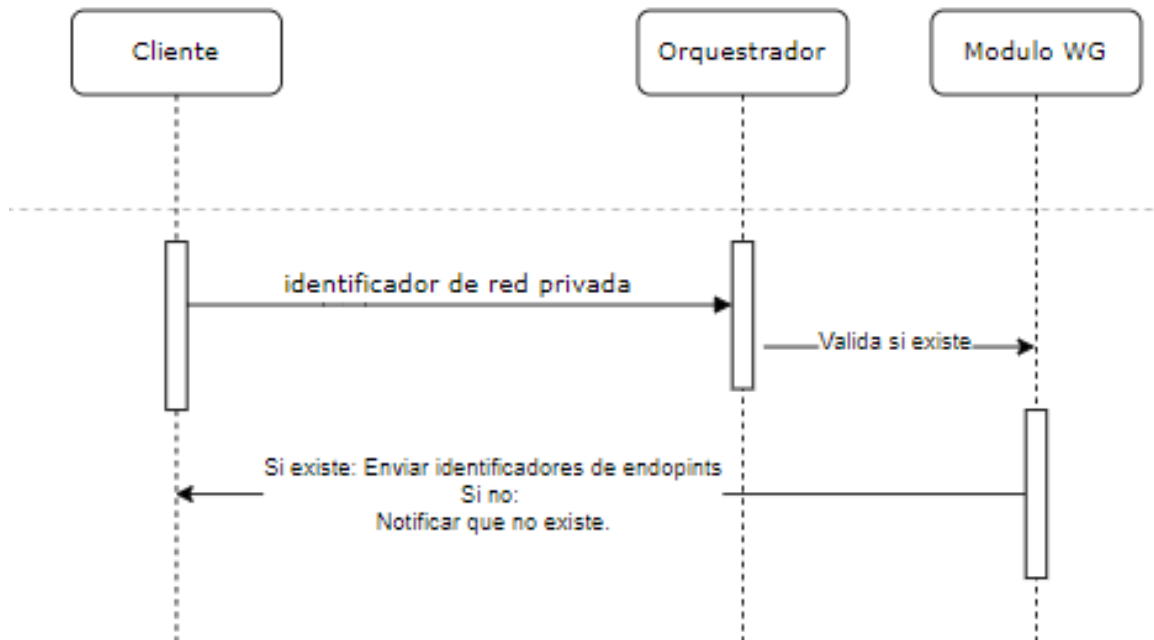 Cliente
Orquestrador
Modulo WG
identificador de red privada
Valida si existe
Si existe: Enviar identificadores de endopints
Si no:
Notificar que no existe.